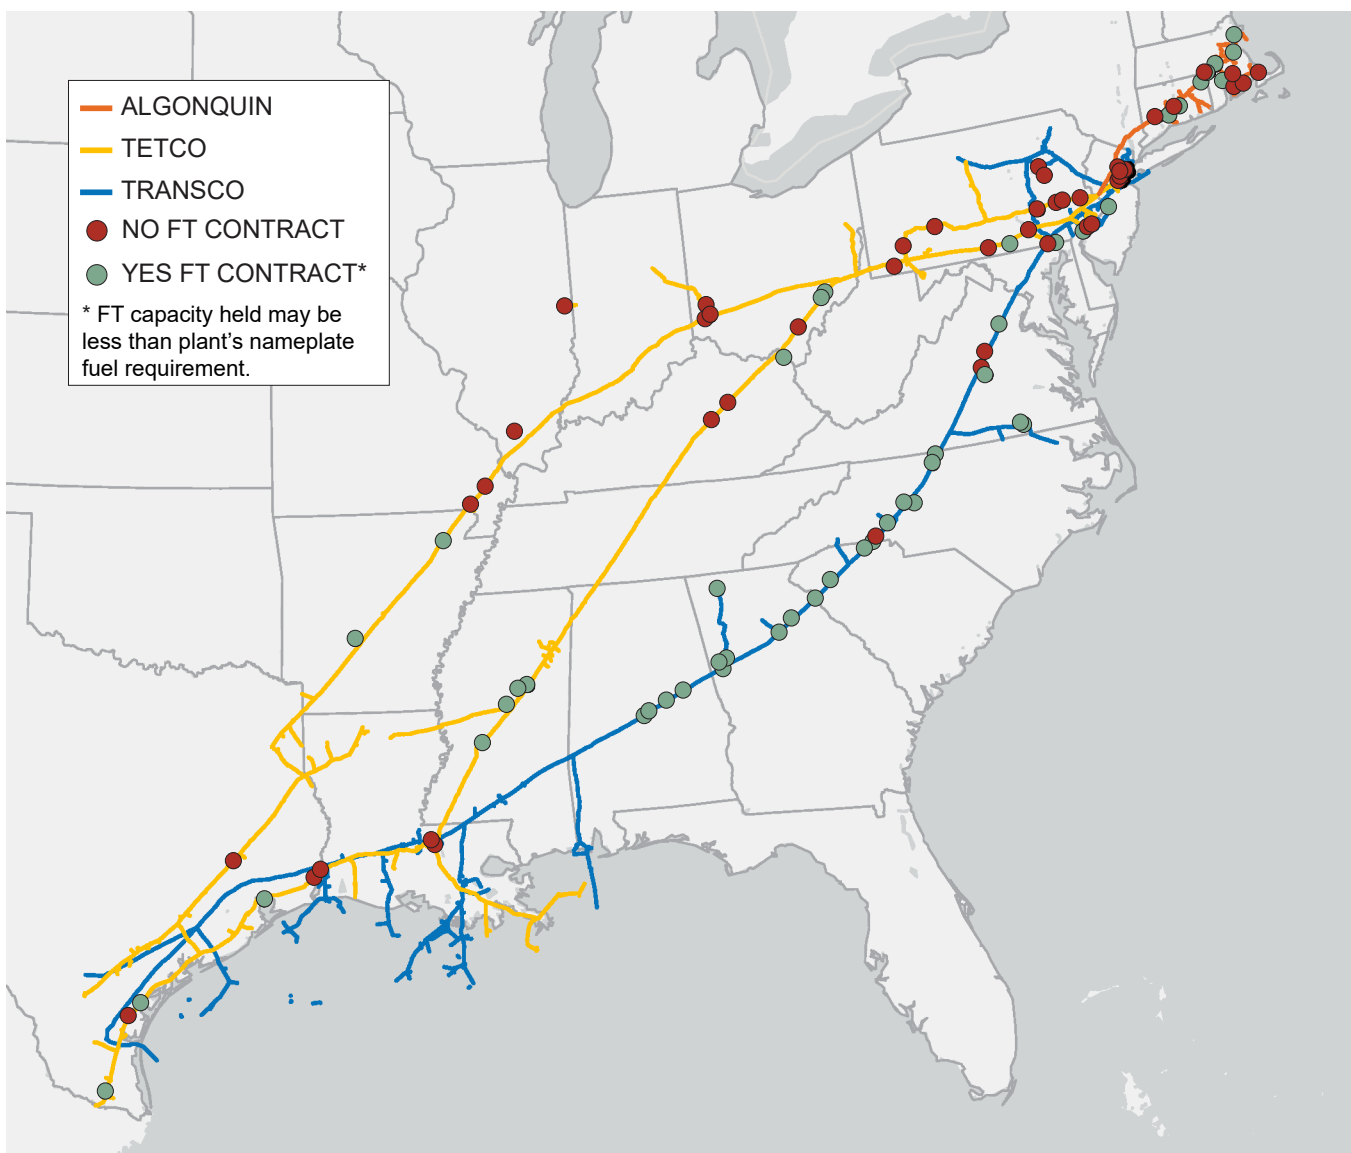 ALGONQUIN
TETCO
TRANSCO
NO FT CONTRACT
YES FT CONTRACT*
* FT capacity held may be
less than plant's nameplate
fuel requirement.